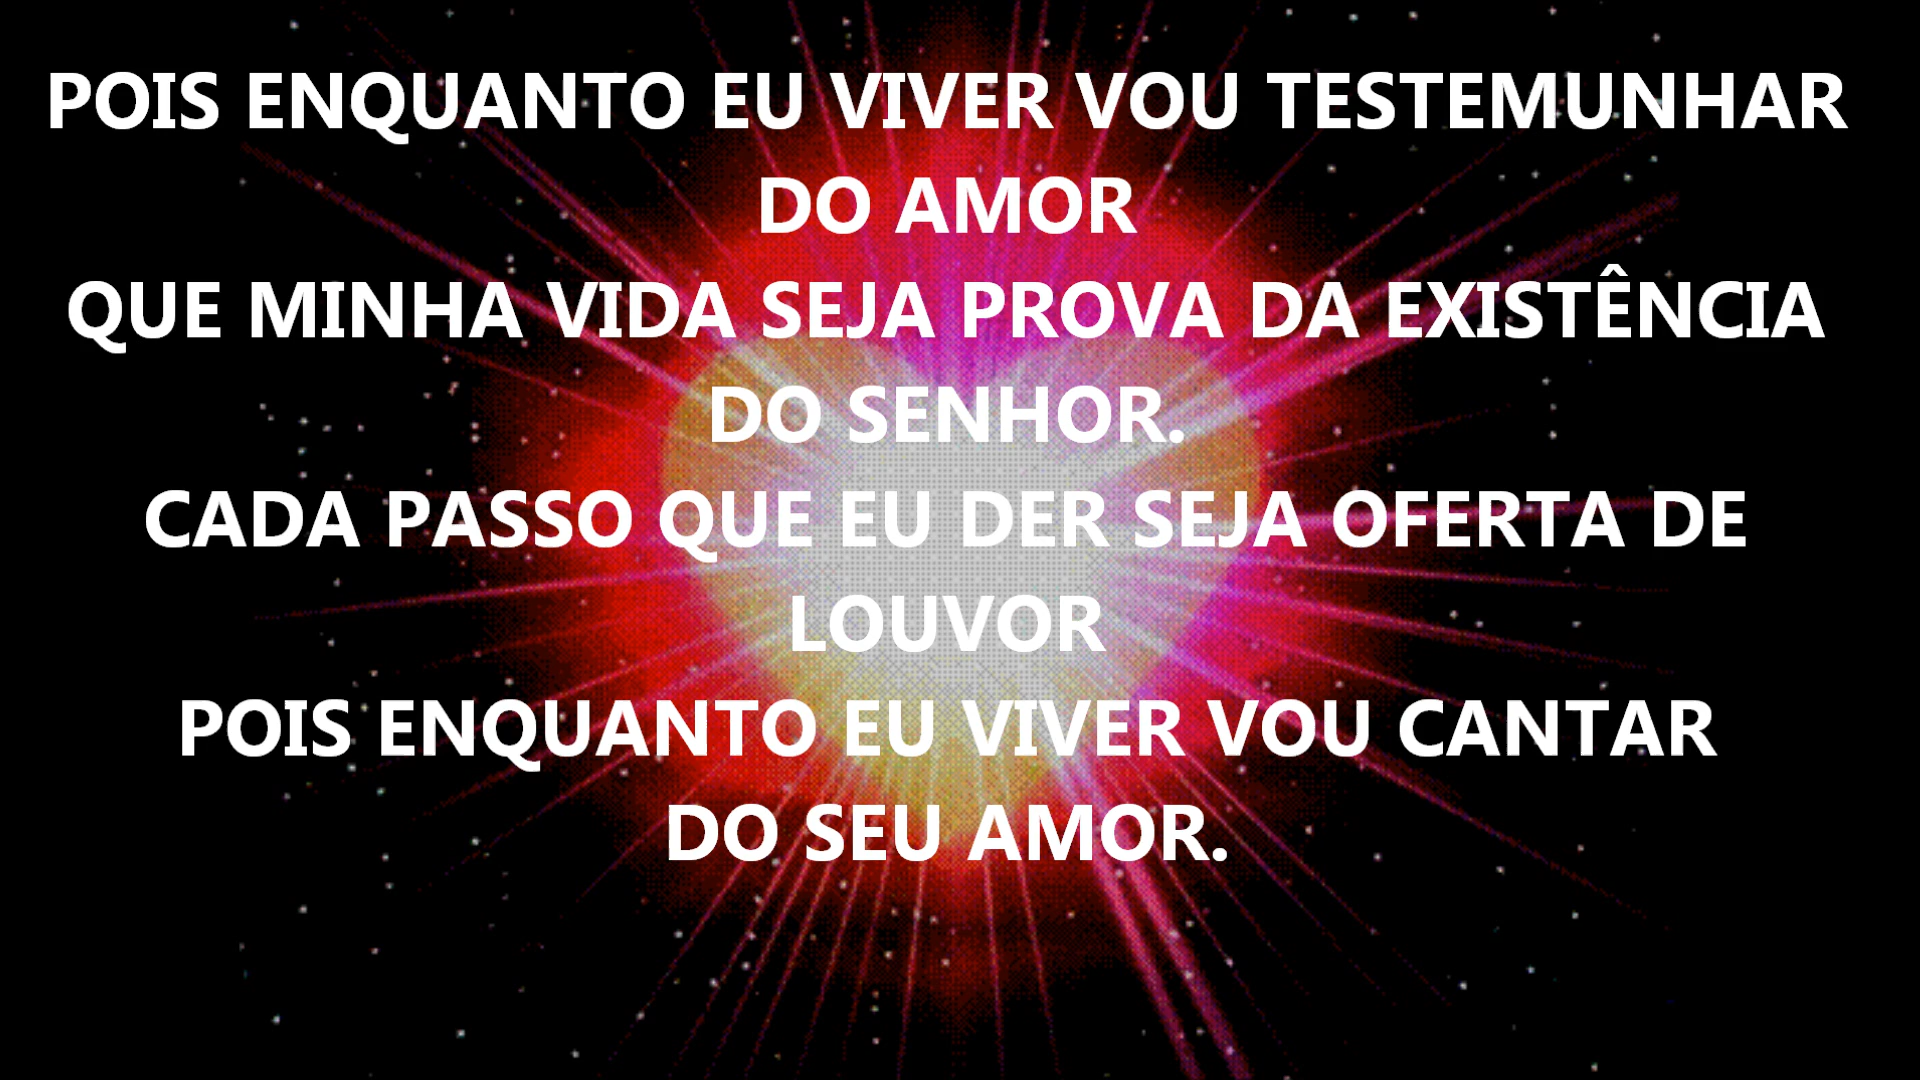 POIS ENQUANTO EU VIVER VOU TESTEMUNHAR
DO AMOR
QUE MINHA VIDA SEJA PROVA DA EXISTÊNCIA
DO SENHOR.
CADA PASSO QUE EU DER SEJA OFERTA DE
LOUVOR
POIS ENQUANTO EU VIVER VOU CANTAR
DO SEU AMOR.